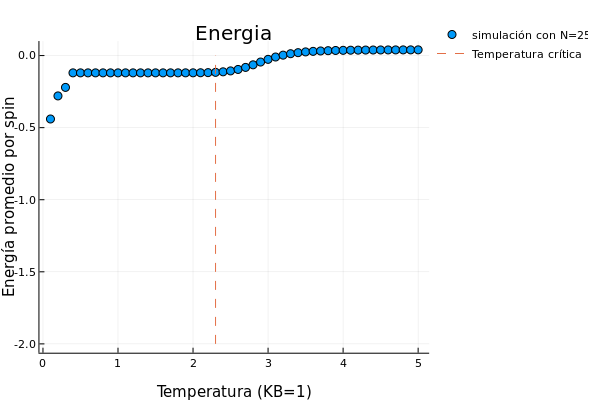 Energia
simulación con N=25
Temperatura crítica
Energía promedio por spin
0.0
-0.5
-1.0
-1.5
-2.0
0 1 2 3 4 5
Temperatura (KB=1)